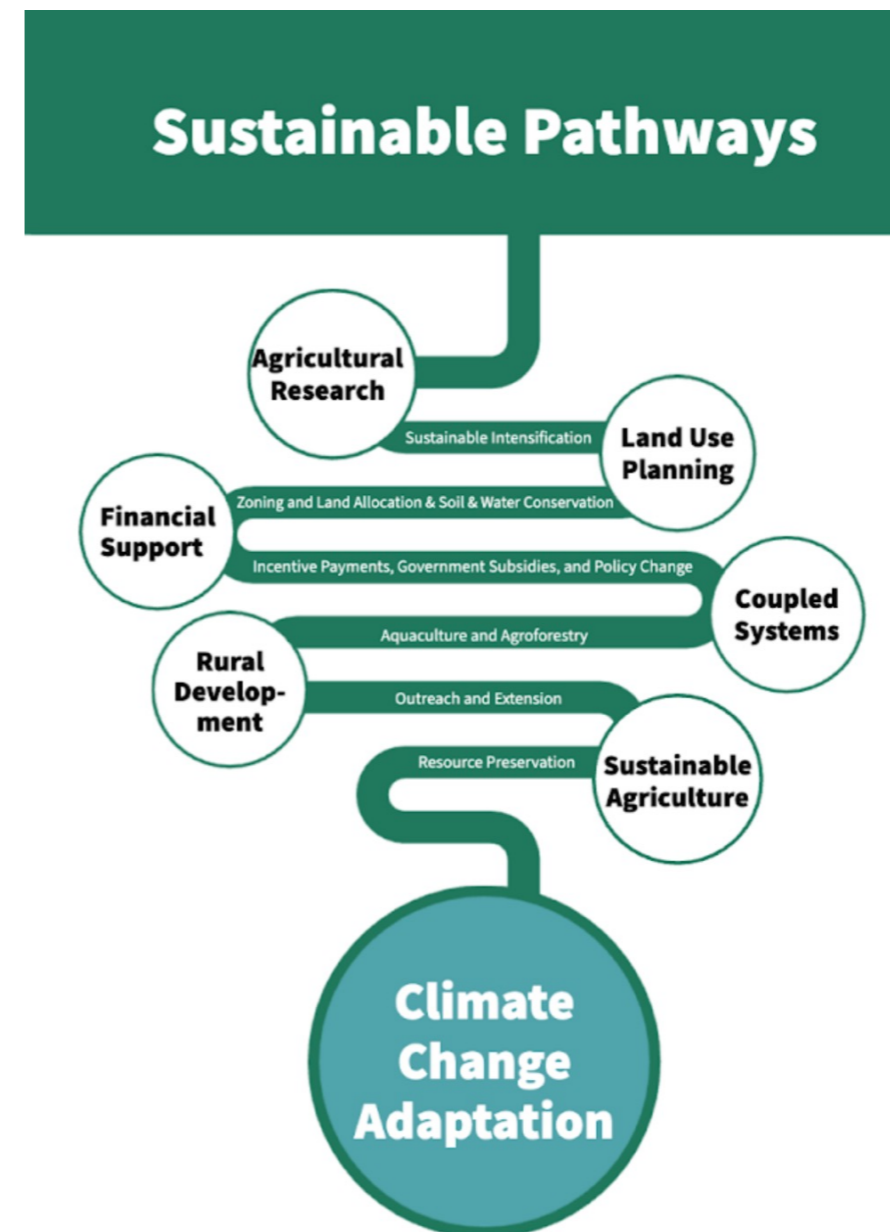 Sustainable Pathways
Agricultural
Research
Sustainable Intensification
Land Use
Planning
Zoning and Land Allocation & Soil & Water Conservation
Financial
Support
Incentive Payments, Government Subsidies, and Policy Change
Coupled
Systems
Aquaculture and Agroforestry
Rural
Develop-
ment
Outreach and Extension
Sustainable
Agriculture
Resource Preservation
Climate
Change
Adaptation